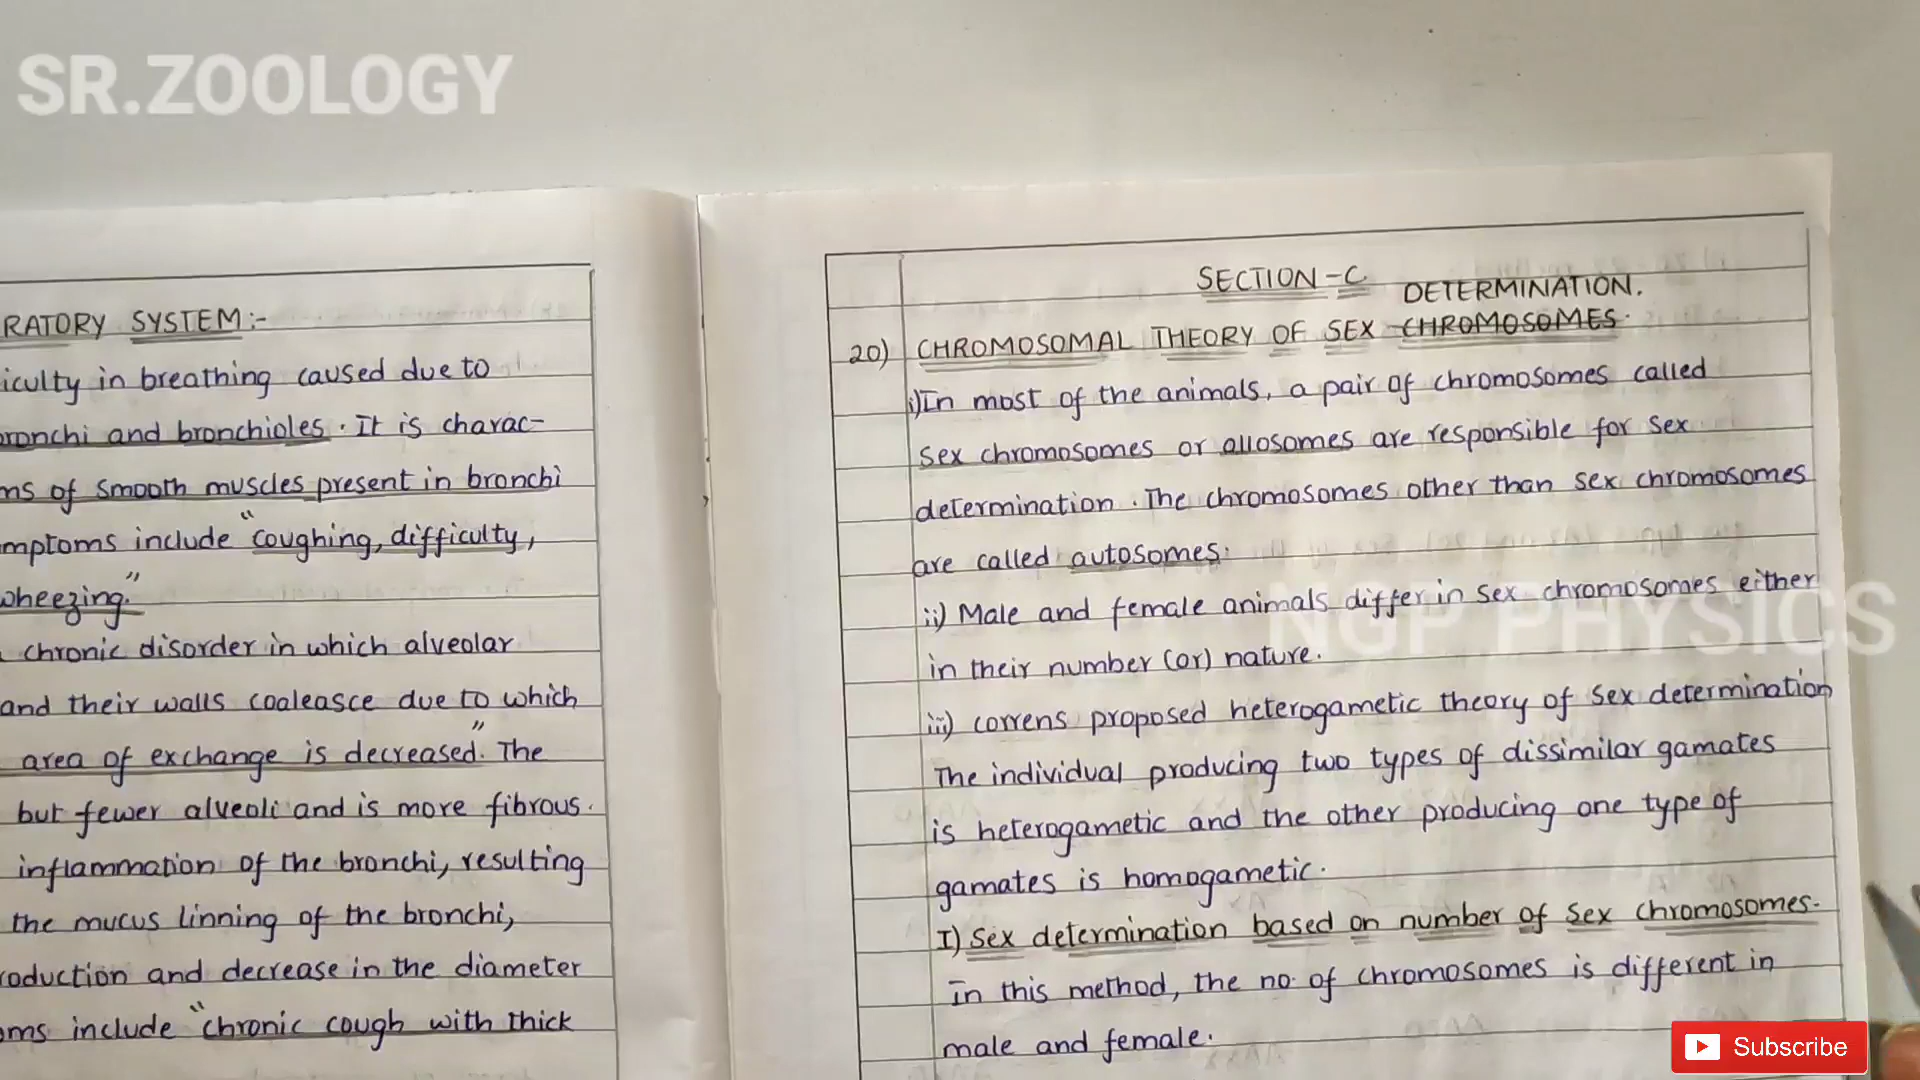 SR.ZOOLOGY
RATORY SYSTEM:-
iculty in breathing caused due to
ronchi and bronchioles. It is charac-
ms of smooth muscles present in bronchi
mptoms include "coughing, difficulty,
wheezing."
chronic disorder in which alveolar
and their walls coaleasce due to which
area of exchange is decreased." The
but fewer alveoli and is more fibrous.
inflammation of the bronchi, resulting
the mucus linning of the bronchi,
roduction and decrease in the diameter
oms include "chronic cough with thick
SECTION-C
DETERMINATION.
20) CHROMOSOMAL THEORY OF SEX CHROMOSOMES.
i) In most of the animals, a pair of chromosomes called
sex chromosomes or allosomes are responsible for sex
determination. The chromosomes other than sex chromosomes
are called autosomes.
ii) Male and female animals differ in sex chromosomes either
in their number (or) nature.
iii) correns proposed heterogametic theory of sex determination
The individual producing two types of dissimilar gamates
is heterogametic and the other producing one type of
gamates is homogametic.
I) Sex determination based on number of sex chromosomes.
In this method, the no. of chromosomes is different in
male and female.
NGP PHYSICS
Subscribe